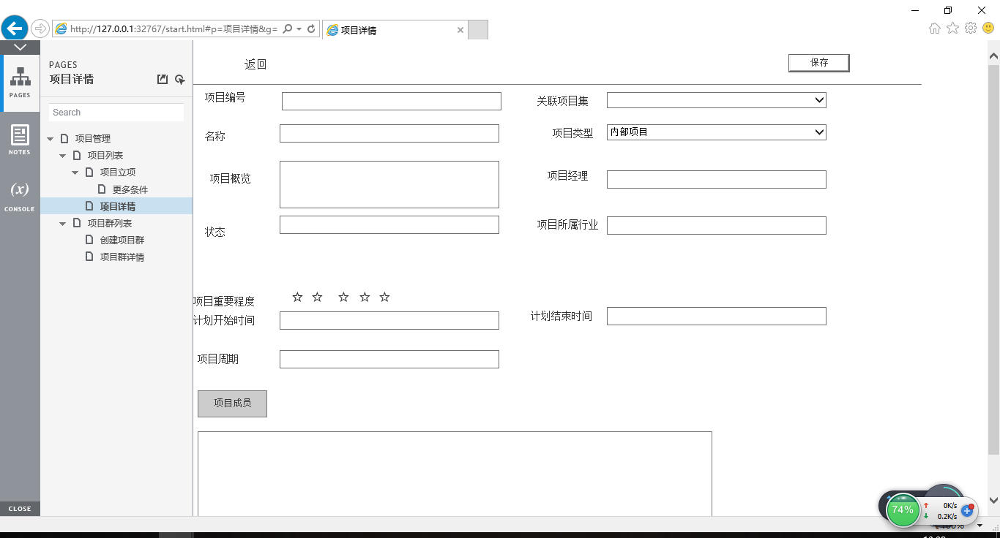 http://127.0.0.1:32767/start.html#p=项目详情&g=
项目详情
PAGES
NOTES
(x)
CONSOLE
CLOSE
PAGES
项目详情
Search
项目管理
项目列表
项目立项
更多条件
项目详情
项目群列表
创建项目群
项目群详情
返回
保存
项目编号
关联项目集
名称
项目类型
内部项目
项目概览
项目经理
状态
项目所属行业
项目重要程度
☆ ☆ ☆ ☆ ☆
计划开始时间
计划结束时间
项目周期
项目成员
74%
0K/s
0.2K/s
100%